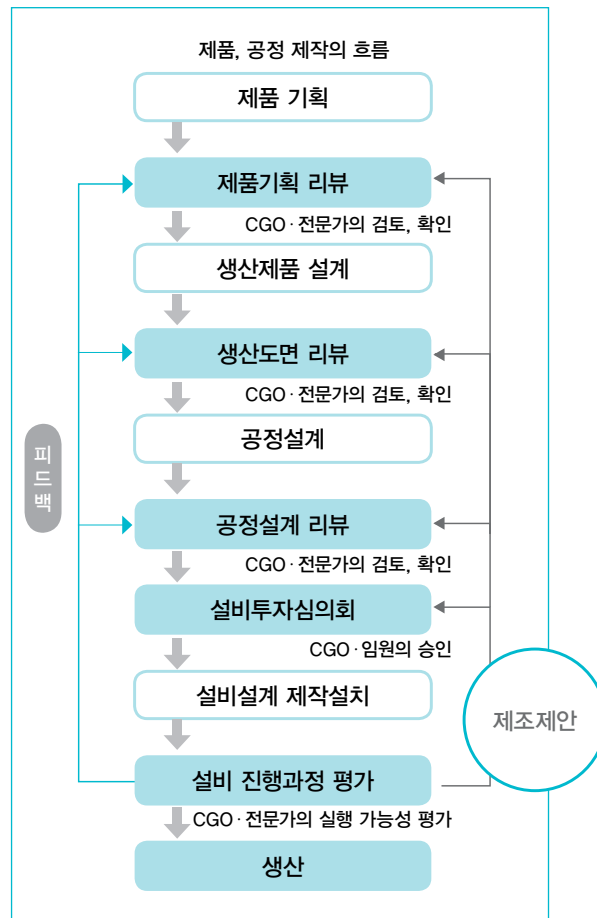 제품, 공정 제작의 흐름
제품 기획
제품기획 리뷰
CGO·전문가의 검토, 확인
생산제품 설계
생산도면 리뷰
CGO·전문가의 검토, 확인
공정설계
피드백
공정설계 리뷰
CGO·전문가의 검토, 확인
설비투자심의회
CGO·임원의 승인
설비설계 제작설치
제조제안
설비 진행과정 평가
CGO·전문가의 실행 가능성 평가
생산